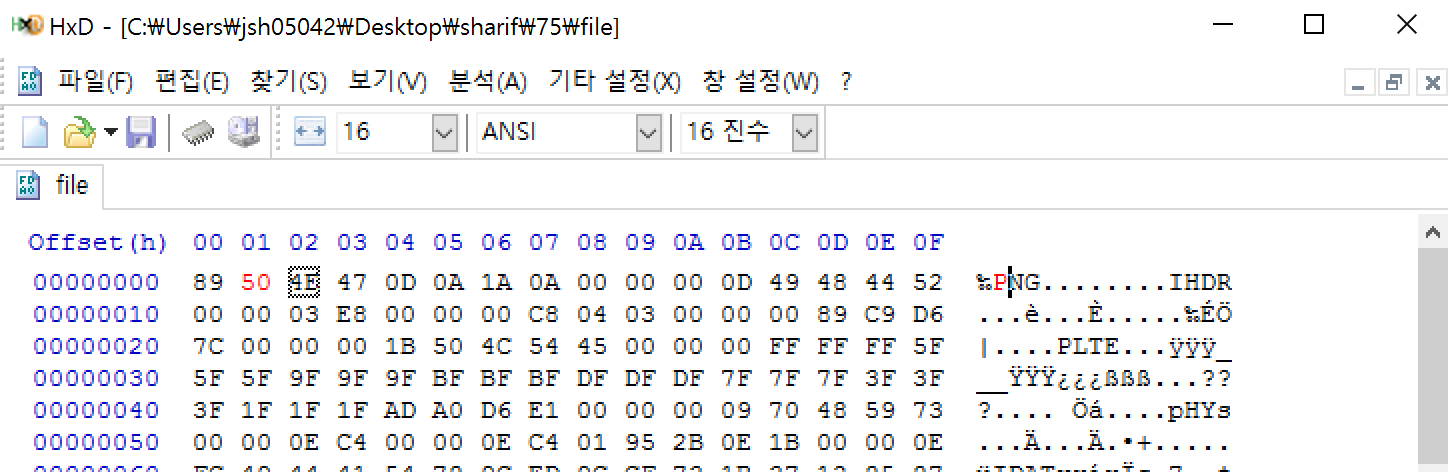 HxD - [C:₩Users₩jsh05042₩Desktop₩sharif₩75₩file]
파일(F) 편집(E) 찾기(S) 보기(V) 분석(A) 기타 설정(X) 창 설정(W) ?
16 ANSI 16 진수
file
Offset(h) 00 01 02 03 04 05 06 07 08 09 0A 0B 0C 0D 0E 0F
00000000 89 50 4E 47 0D 0A 1A 0A 00 00 00 0D 49 48 44 52 ‰PNG........IHDR
00000010 00 00 03 E8 00 00 00 C8 04 03 00 00 00 89 C9 D6 ...è...È.....‰ÉÖ
00000020 7C 00 00 00 1B 50 4C 54 45 00 00 00 FF FF FF 5F |....PLTE...ÿÿÿ_
00000030 5F 5F 9F 9F 9F BF BF BF DF DF DF 7F 7F 7F 3F 3F __ŸŸŸ¿¿¿ßßß...??
00000040 3F 1F 1F 1F AD A0 D6 E1 00 00 00 09 70 48 59 73 ?.... Öá....pHYs
00000050 00 00 0E C4 00 00 0E C4 01 95 2B 0E 1B 00 00 0E ...Ä...Ä.•+.....